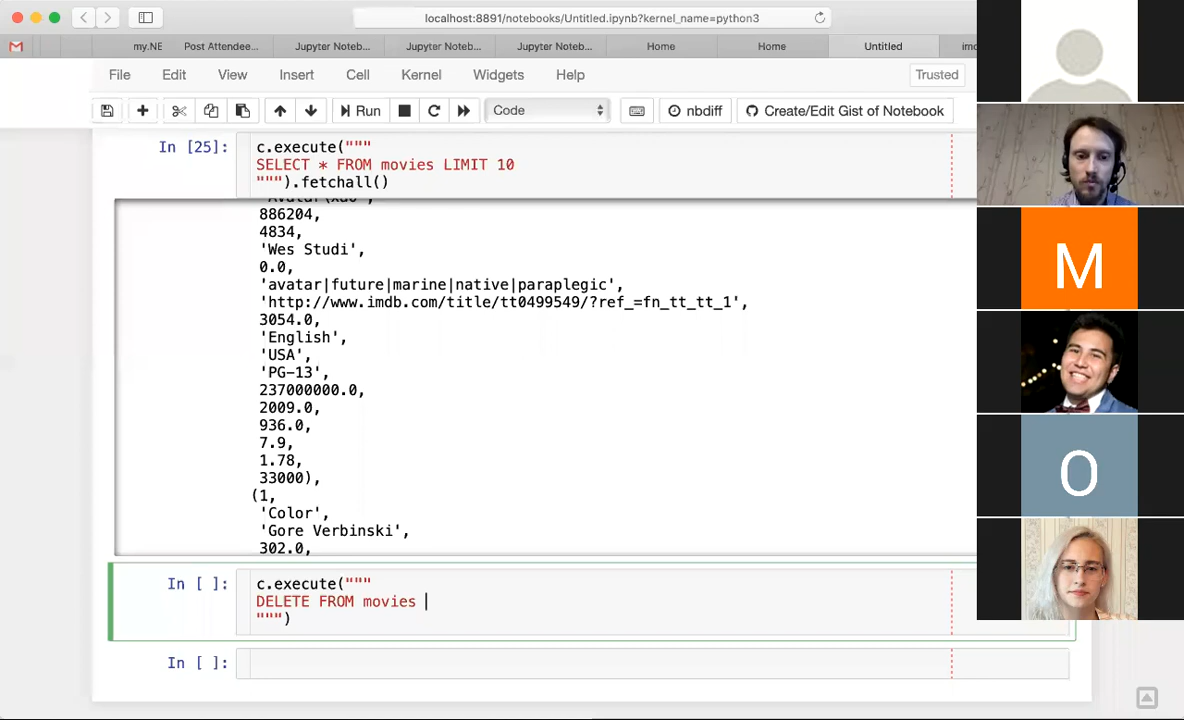 localhost:8891/notebooks/Untitled.ipynb?kernel_name=python3
my.NE
Post Attendee...
Jupyter Noteb...
Jupyter Noteb...
Jupyter Noteb...
Home
Home
Untitled
File
Edit
View
Insert
Cell
Kernel
Widgets
Help
Trusted
Run
Code
nbdiff
Create/Edit Gist of Notebook
In [25]:
c.execute("""
SELECT * FROM movies LIMIT 10
""").fetchall()
886204,
4834,
'Wes Studi',
0.0,
'avatar|future|marine|native|paraplegic',
'http://www.imdb.com/title/tt0499549/?ref_=fn_tt_tt_1',
3054.0,
'English',
'USA',
'PG-13',
237000000.0,
2009.0,
936.0,
7.9,
1.78,
33000),
(1,
'Color',
'Gore Verbinski',
302.0,
In [ ]:
c.execute("""
DELETE FROM movies
""")
In [ ]:
M
O